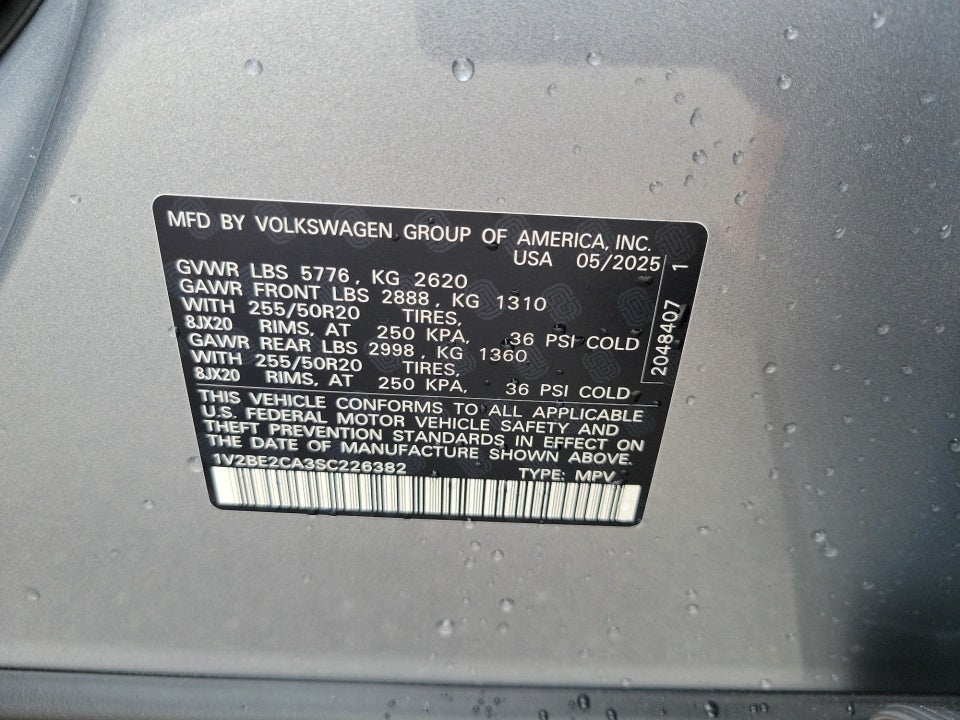 MFD BY VOLKSWAGEN GROUP OF AMERICA, INC.
USA 05/2025
GVWR LBS 5776, KG 2620
GAWR FRONT LBS 2888, KG 1310
WITH 255/50R20 TIRES,
8JX20 RIMS, AT 250 KPA, 36 PSI COLD
GAWR REAR LBS 2998, KG 1360
WITH 255/50R20 TIRES,
8JX20 RIMS, AT 250 KPA, 36 PSI COLD
THIS VEHICLE CONFORMS TO ALL APPLICABLE
U.S. FEDERAL MOTOR VEHICLE SAFETY AND
THEFT PREVENTION STANDARDS IN EFFECT ON
THE DATE OF MANUFACTURE SHOWN ABOVE.
1V2BE2CA3SC226382 TYPE: MPV
2048407 1